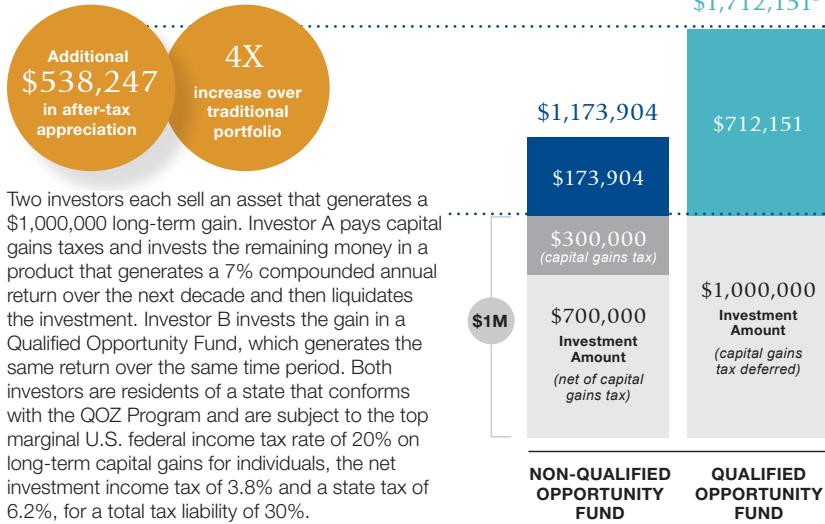 Additional
$538,247
in after-tax
appreciation
4X
increase over
traditional
portfolio
Two investors each sell an asset that generates a
$1,000,000 long-term gain. Investor A pays capital
gains taxes and invests the remaining money in a
product that generates a 7% compounded annual
return over the next decade and then liquidates
the investment. Investor B invests the gain in a
Qualified Opportunity Fund, which generates the
same return over the same time period. Both
investors are residents of a state that conforms
with the QOZ Program and are subject to the top
marginal U.S. federal income tax rate of 20% on
long-term capital gains for individuals, the net
investment income tax of 3.8% and a state tax of
6.2%, for a total tax liability of 30%.
$1M
$1,173,904
$173,904
$300,000
(capital gains tax)
$700,000
Investment
Amount
(net of capital
gains tax)
NON-QUALIFIED
OPPORTUNITY
FUND
$1,712,151
$712,151
$1,000,000
Investment
Amount
(capital gains
tax deferred)
QUALIFIED
OPPORTUNITY
FUND